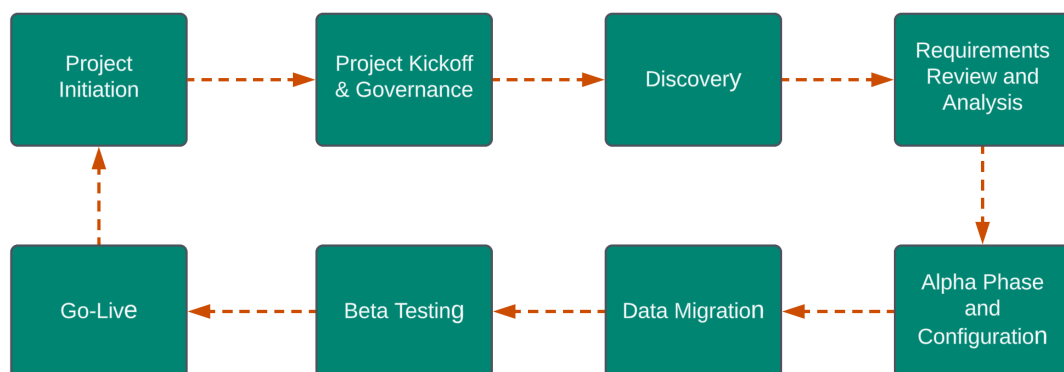 Project
Initiation
Project Kickoff
& Governance
Discovery
Requirements
Review and
Analysis
Go-Live
Beta Testing
Data Migration
Alpha Phase
and
Configuration